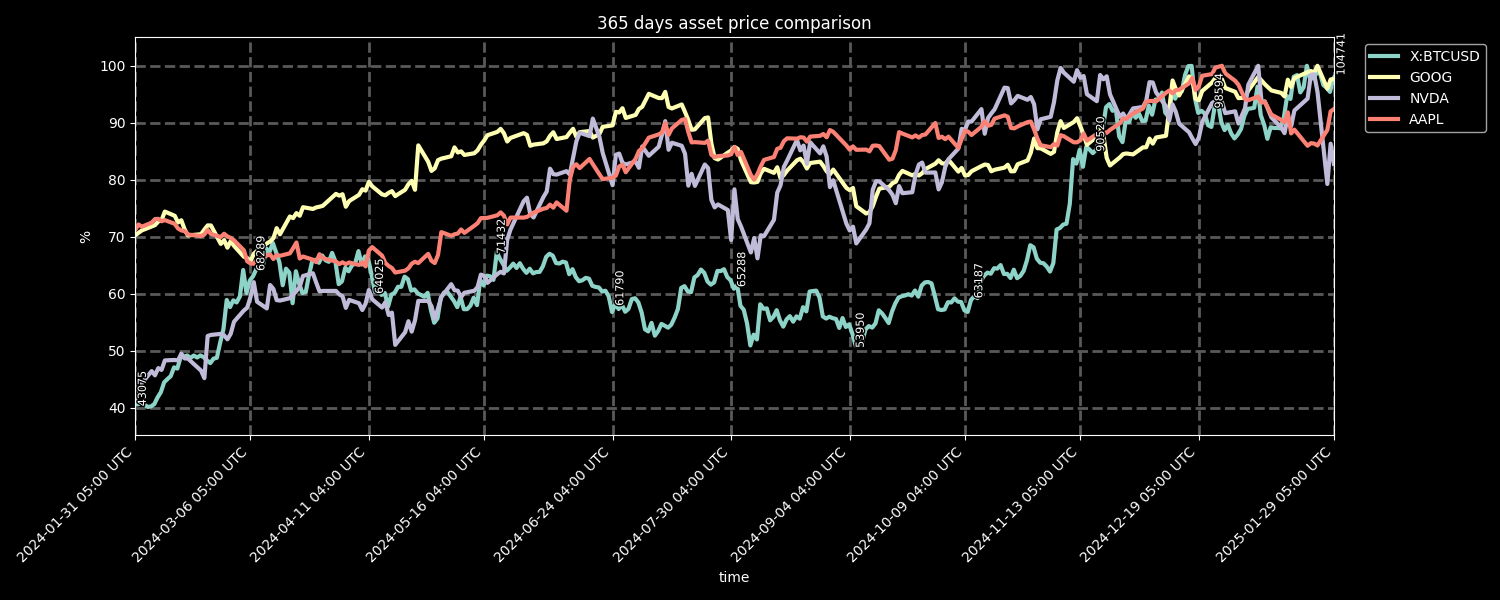 365 days asset price comparison
X:BTCUSD
GOOG
NVDA
AAPL
%
100
90
80
70
60
50
40
43075
68289
64025
71432
61790
65288
53950
63187
90520
98594
104741
2024-01-31 05:00 UTC
2024-03-06 05:00 UTC
2024-04-11 04:00 UTC
2024-05-16 04:00 UTC
2024-06-24 04:00 UTC
2024-07-30 04:00 UTC
2024-09-04 04:00 UTC
2024-10-09 04:00 UTC
2024-11-13 05:00 UTC
2024-12-19 05:00 UTC
2025-01-29 05:00 UTC
time